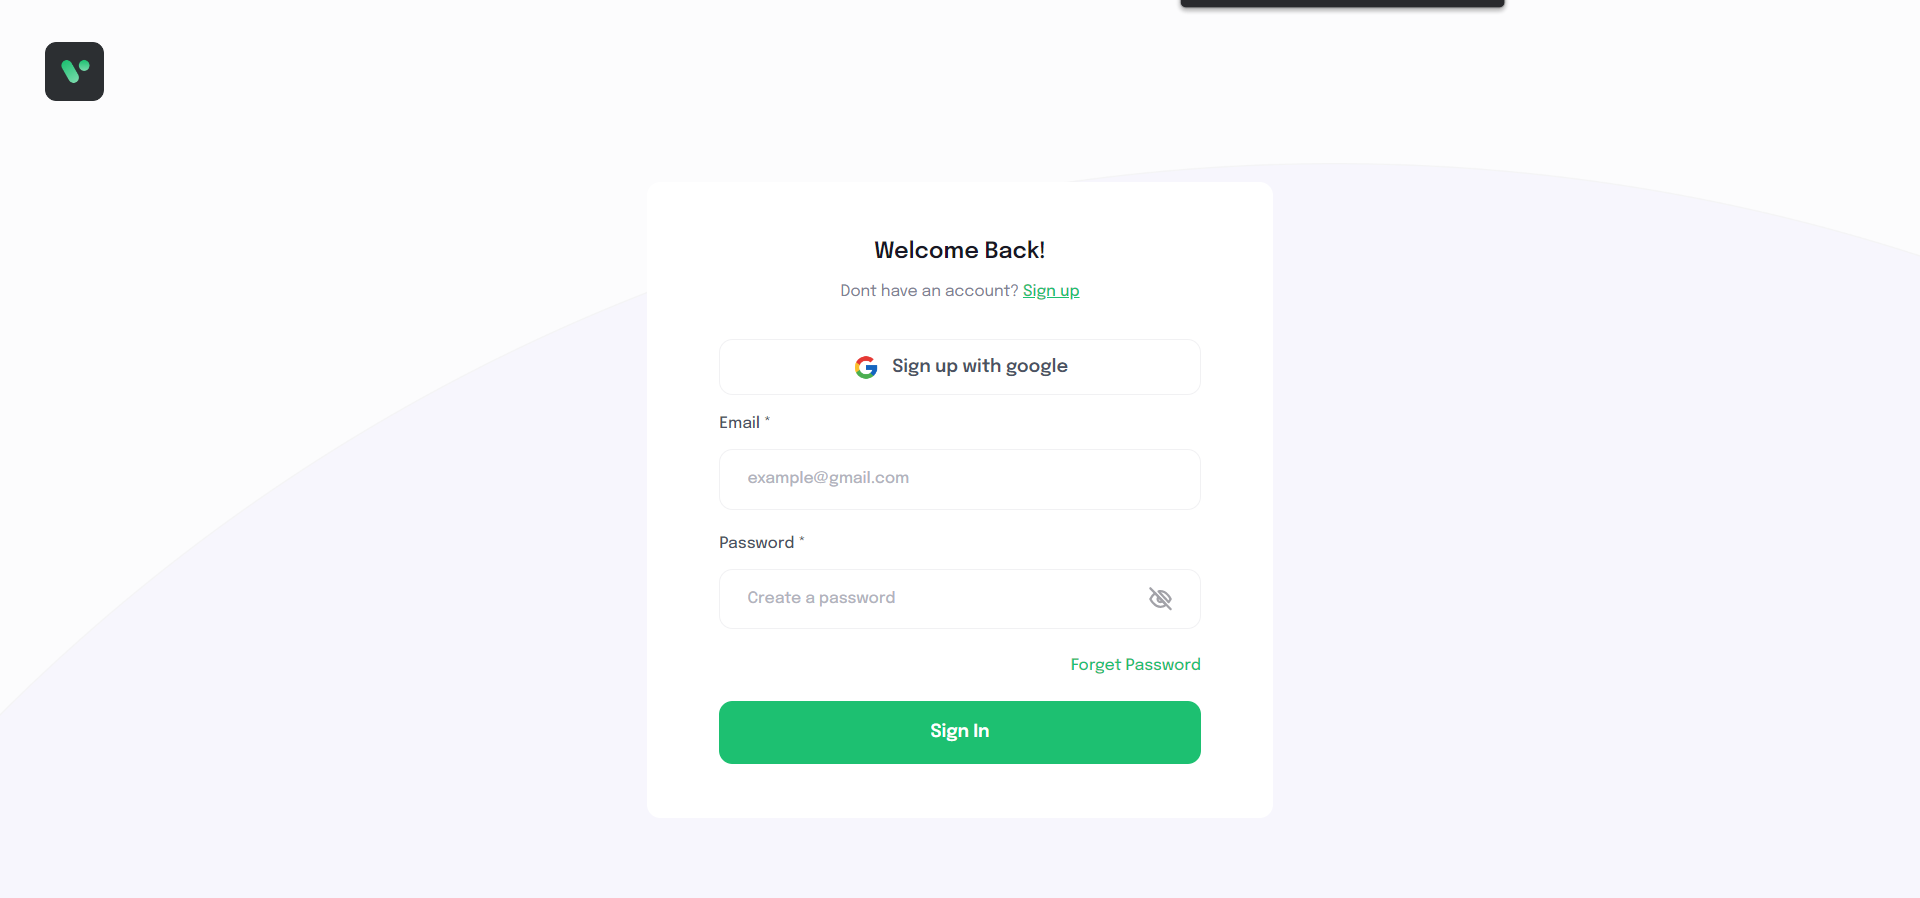 Welcome Back!
Dont have an account? Sign up
Sign up with google
Email *
example@gmail.com
Password *
Create a password
Forget Password
Sign In